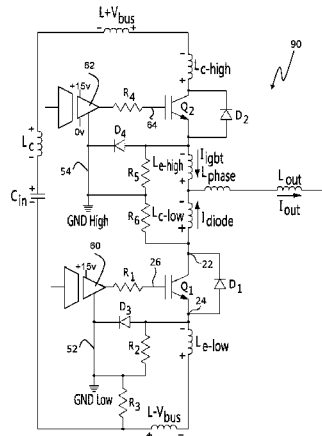 L+Vbus
90
Lc-high
+15v
62
R4
64
Q2
D2
0v
Lc
D4
54
Le-high
Iigbt
R5
Lphase
Lout
Cin
Lc-low
Idiode
Iout
R6
GND High
60
+15v
26
22
R1
Q1
D1
24
D3
52
R2
Le-low
GND Low
R3
L-Vbus